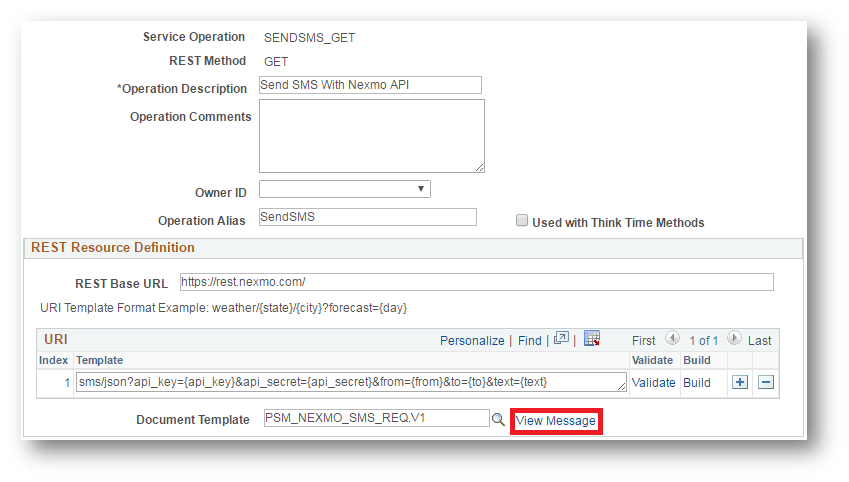 Service Operation SENDSMS_GET
REST Method GET
*Operation Description Send SMS With Nexmo API
Operation Comments
Owner ID
Operation Alias SendSMS Used with Think Time Methods
REST Resource Definition
REST Base URL https://rest.nexmo.com/
URI Template Format Example: weather/{state}/{city}?forecast={day}
URI Personalize | Find | | First 1 of 1 Last
Index Template Validate Build
1 sms/json?api_key={api_key}&api_secret={api_secret}&from={from}&to={to}&text={text} Validate Build
Document Template PSM_NEXMO_SMS_REQ.V1 View Message